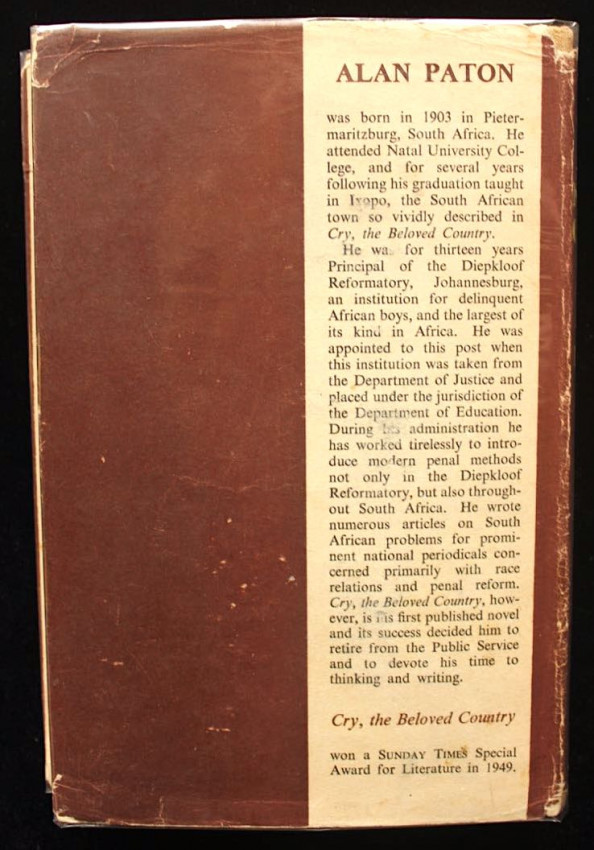 ALAN PATON
was born in 1903 in Pieter-
maritzburg, South Africa. He
attended Natal University Col-
lege, and for several years
following his graduation taught
in Ixopo, the South African
town so vividly described in
Cry, the Beloved Country.
He was for thirteen years
Principal of the Diepkloof
Reformatory, Johannesburg,
an institution for delinquent
African boys, and the largest of
its kind in Africa. He was
appointed to this post when
this institution was taken from
the Department of Justice and
placed under the jurisdiction of
the Department of Education.
During his administration he
has worked tirelessly to intro-
duce modern penal methods
not only in the Diepkloof
Reformatory, but also through-
out South Africa. He wrote
numerous articles on South
African problems for promi-
nent national periodicals con-
cerned primarily with race
relations and penal reform.
Cry, the Beloved Country, how-
ever, is his first published novel
and its success decided him to
retire from the Public Service
and to devote his time to
thinking and writing.
Cry, the Beloved Country
won a SUNDAY TIMES Special
Award for Literature in 1949.